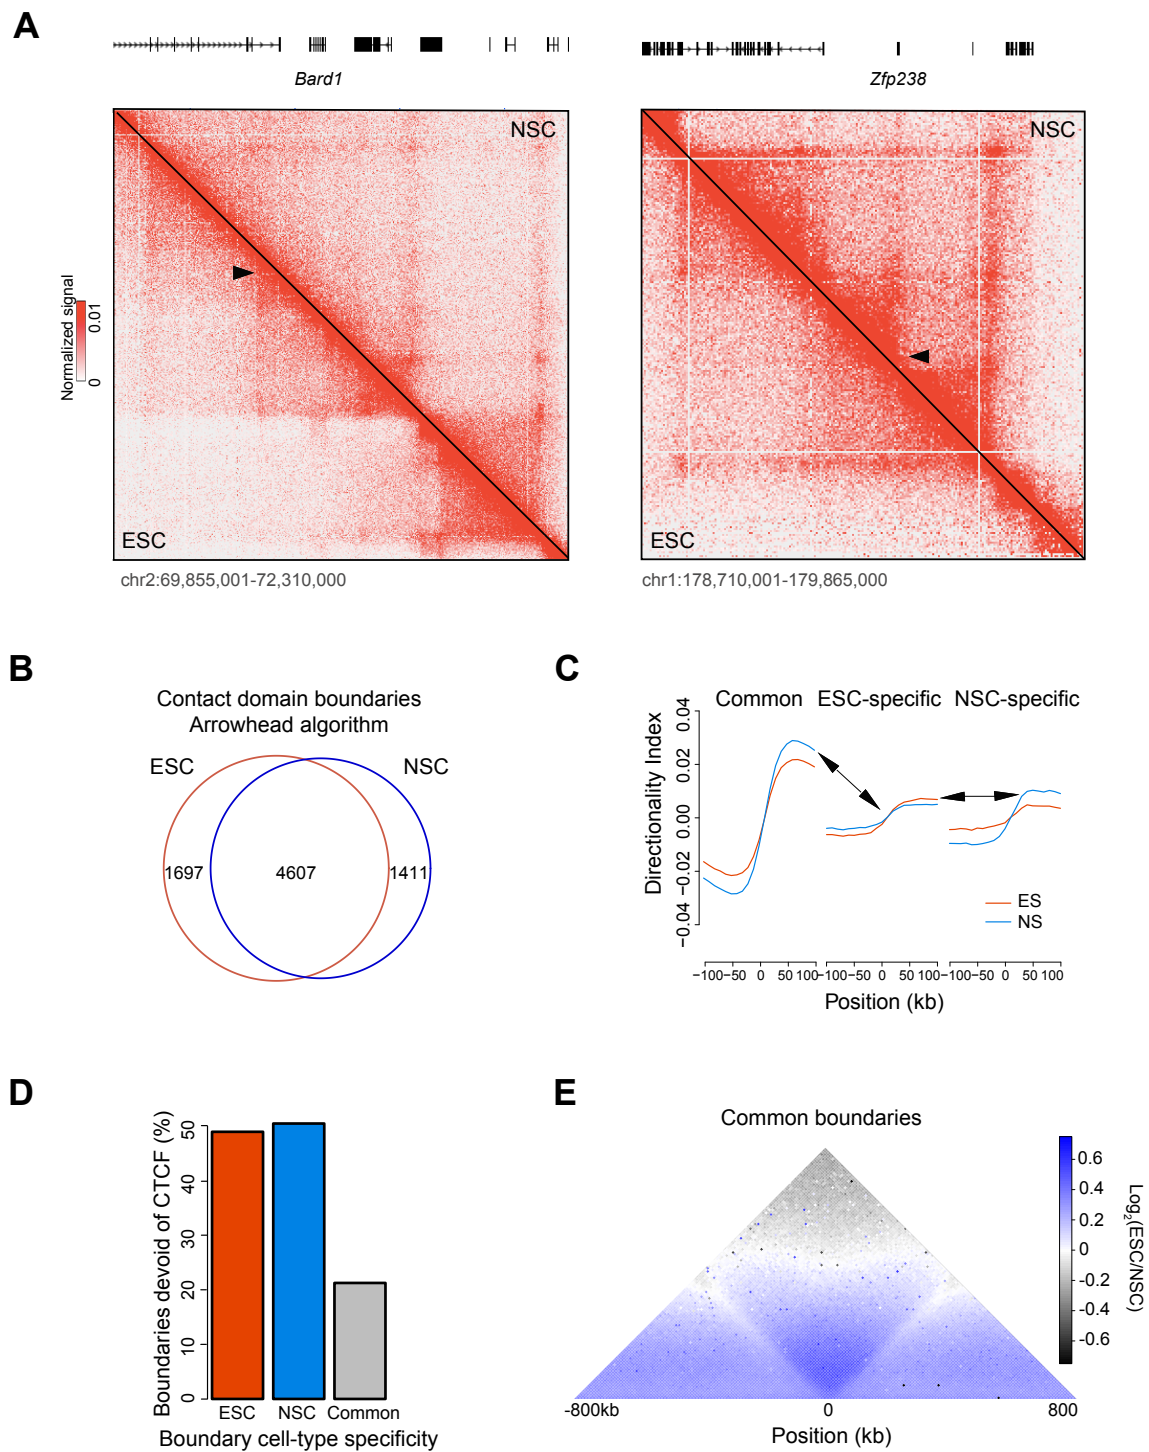 A
Bard1
Zfp238
NSC
NSC
Normalized signal
0
0.01
ESC
ESC
chr2:69,855,001-72,310,000
chr1:178,710,001-179,865,000
B
Contact domain boundaries
Arrowhead algorithm
ESC
NSC
1697
4607
1411
C
Common
ESC-specific
NSC-specific
Directionality Index
0.04
0.02
0.00
−0.02
−0.04
ES
NS
−100 −50 0 50 100
−100 −50 0 50 100
−100 −50 0 50 100
Position (kb)
D
Boundaries devoid of CTCF (%)
50
40
30
20
10
0
ESC
NSC
Common
Boundary cell-type specificity
E
Common boundaries
0.6
0.4
0.2
0
-0.2
-0.4
-0.6
Log2(ESC/NSC)
-800kb
0
800
Position (kb)